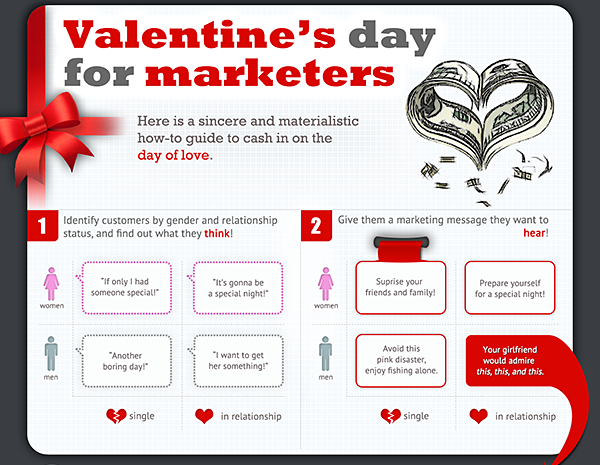 Valentine's day
for marketers
Here is a sincere and materialistic
how-to guide to cash in on the
day of love.
1
Identify customers by gender and relationship
status, and find out what they think!
women
"If only I had
someone special!"
"It's gonna be
a special night!"
men
"Another
boring day!"
"I want to get
her something!"
single
in relationship
2
Give them a marketing message they want to
hear!
women
Suprise your
friends and family!
Prepare yourself
for a special night!
men
Avoid this
pink disaster,
enjoy fishing alone.
Your girlfriend
would admire
this, this, and this.
single
in relationship